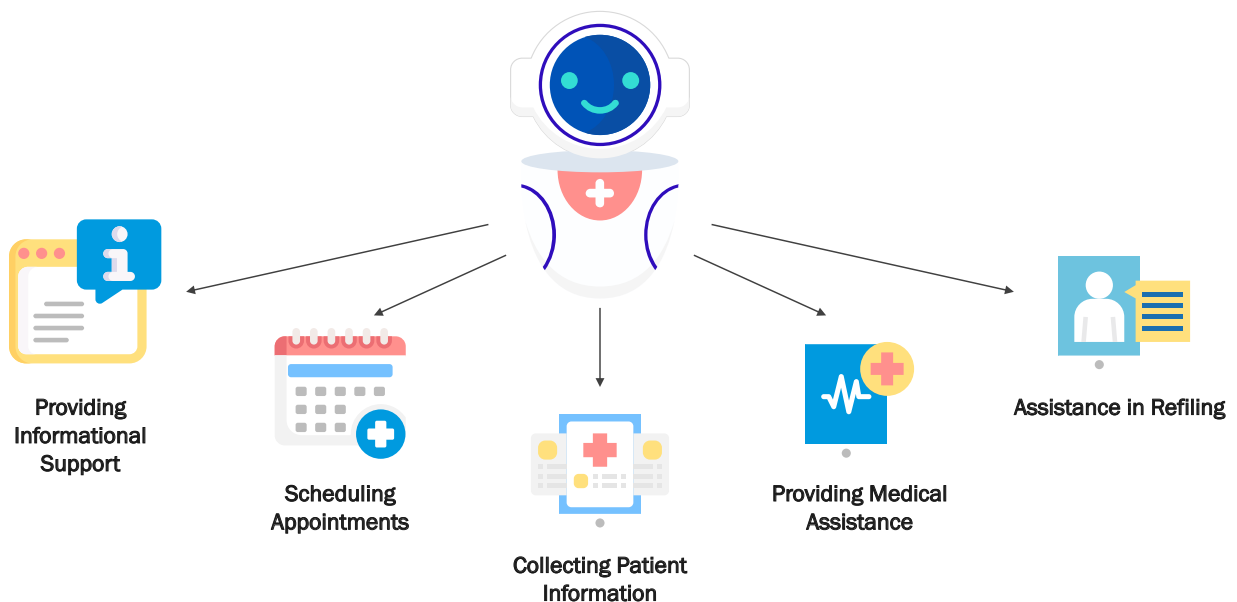 Providing
Informational
Support
Scheduling
Appointments
Collecting Patient
Information
Providing Medical
Assistance
Assistance in Refiling